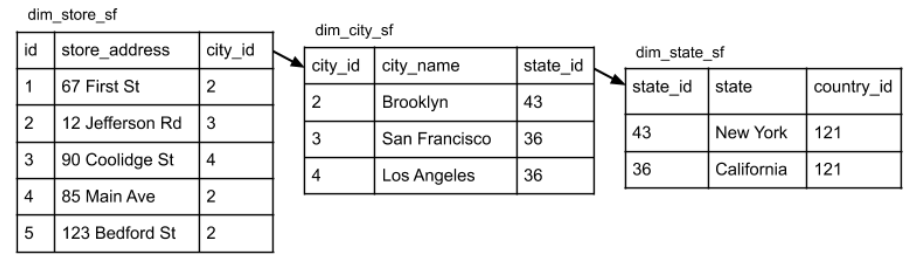 dim_store_sf
id store_address city_id
1 67 First St 2
2 12 Jefferson Rd 3
3 90 Coolidge St 4
4 85 Main Ave 2
5 123 Bedford St 2
dim_city_sf
city_id city_name state_id
2 Brooklyn 43
3 San Francisco 36
4 Los Angeles 36
dim_state_sf
state_id state country_id
43 New York 121
36 California 121